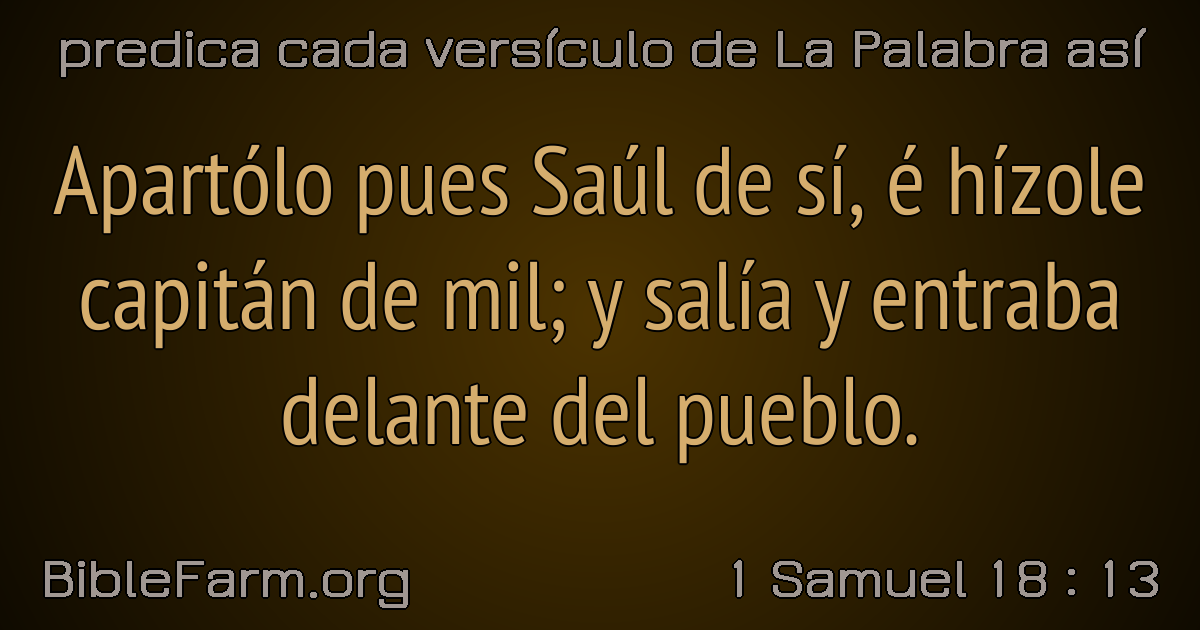 predica cada versículo de La Palabra así
Apartólo pues Saúl de sí, é hízole
capitán de mil; y salía y entraba
delante del pueblo.
BibleFarm.org
1 Samuel 18 : 13